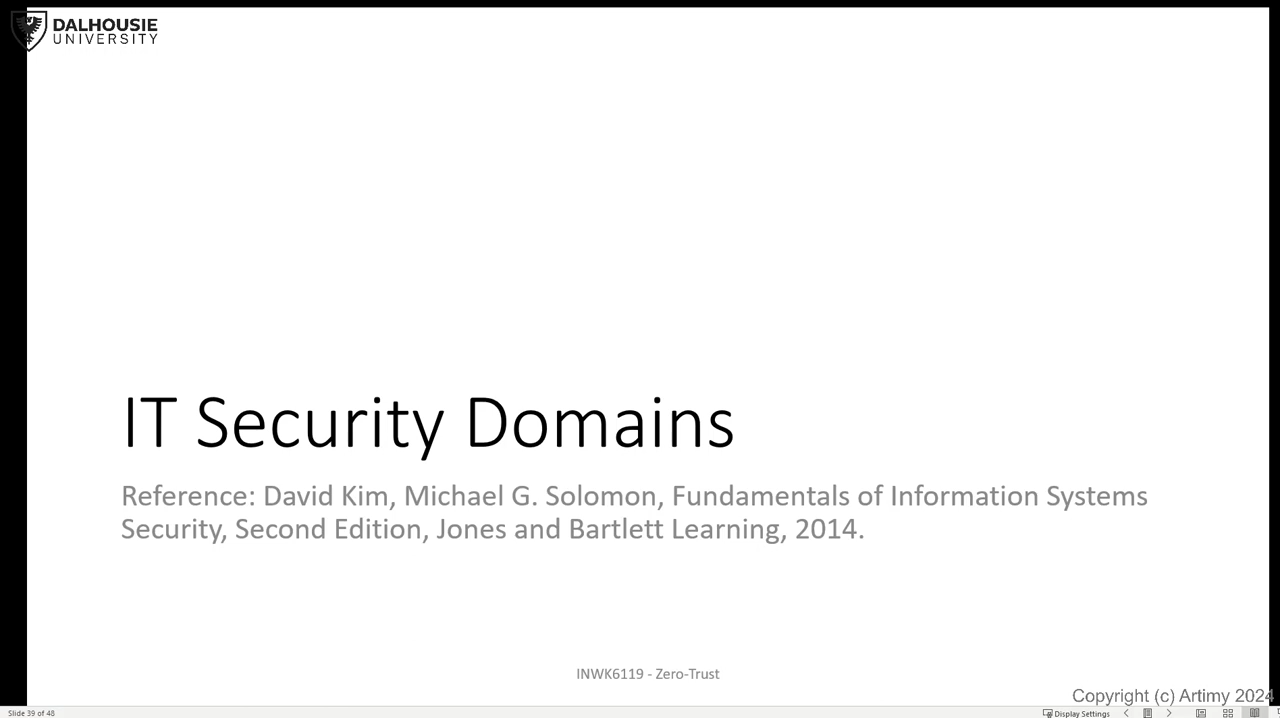 DALHOUSIE
UNIVERSITY
IT Security Domains
Reference: David Kim, Michael G. Solomon, Fundamentals of Information Systems
Security, Second Edition, Jones and Bartlett Learning, 2014.
INWK6119 - Zero-Trust
Copyright (c) Artimy 2024
Slide 39 of 48
Display Settings